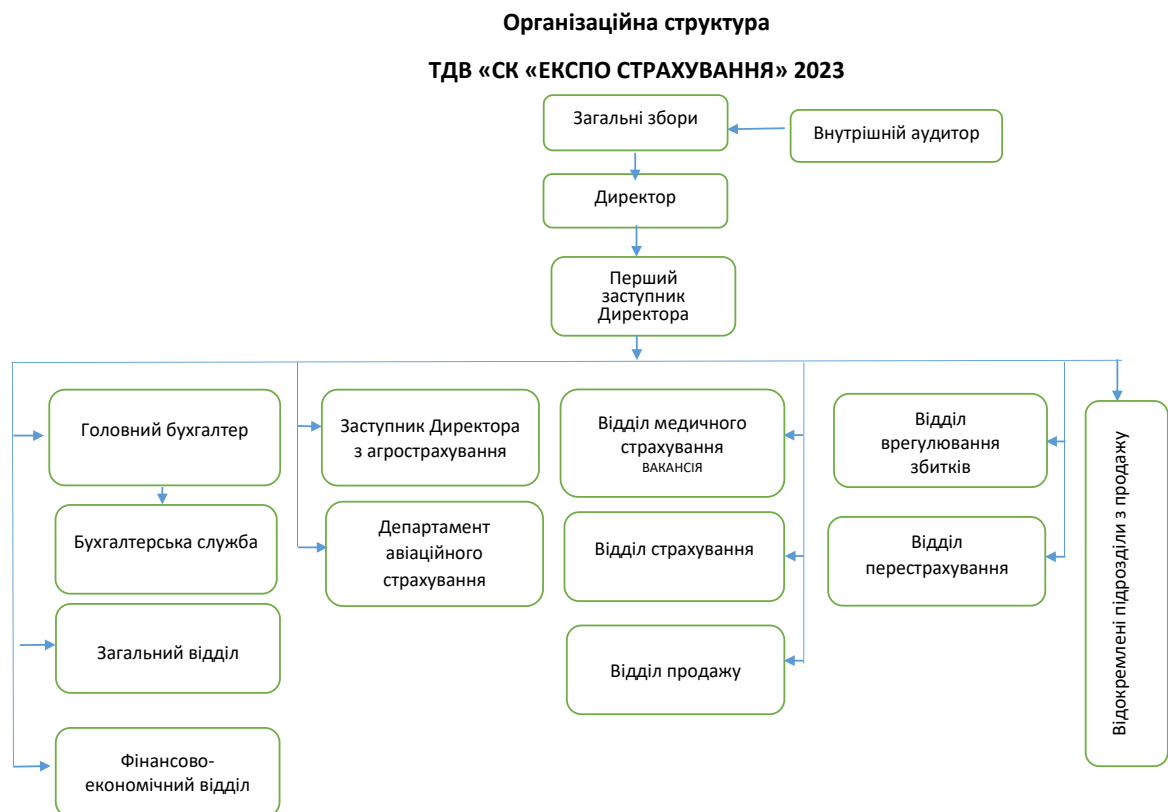 Організаційна структура
ТДВ «СК «ЕКСПО СТРАХУВАННЯ» 2023
Загальні збори
Внутрішній аудитор
Директор
Перший
заступник
Директора
Головний бухгалтер
Заступник Директора
з агрострахування
Відділ медичного
страхування
ВАКАНСІЯ
Відділ
врегулювання
збитків
Відокремлені підрозділи з продажу
Бухгалтерська служба
Департамент
авіаційного
страхування
Відділ страхування
Відділ
перестрахування
Загальний відділ
Відділ продажу
Фінансово-
економічний відділ